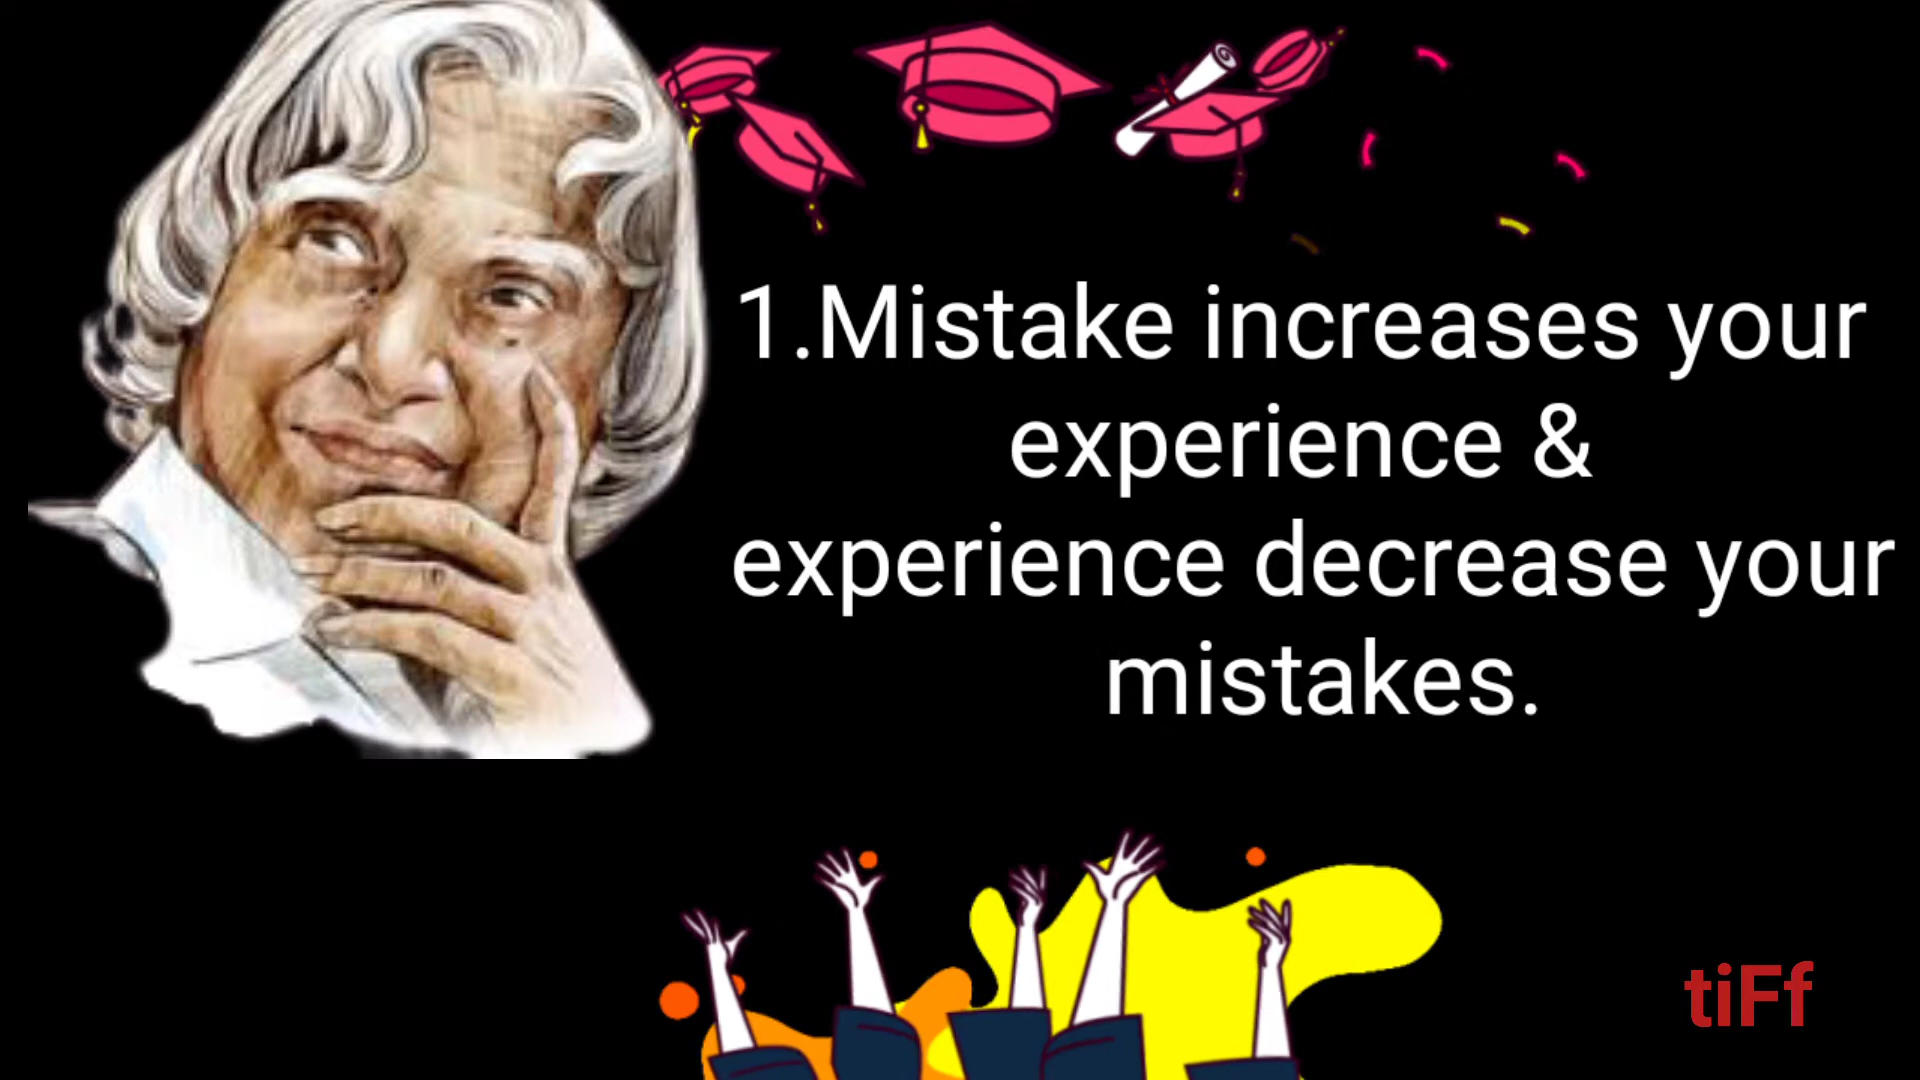 1.Mistake increases your
experience &
experience decrease your
mistakes.
tiFf